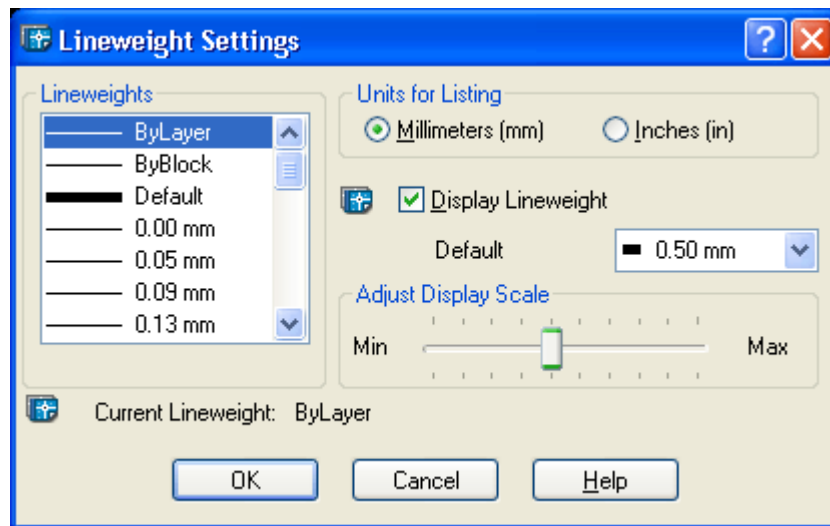 Lineweight Settings
Lineweights
ByLayer
ByBlock
Default
0.00 mm
0.05 mm
0.09 mm
0.13 mm
Units for Listing
Millimeters (mm)
Inches (in)
Display Lineweight
Default
0.50 mm
Adjust Display Scale
Min
Max
Current Lineweight: ByLayer
OK
Cancel
Help